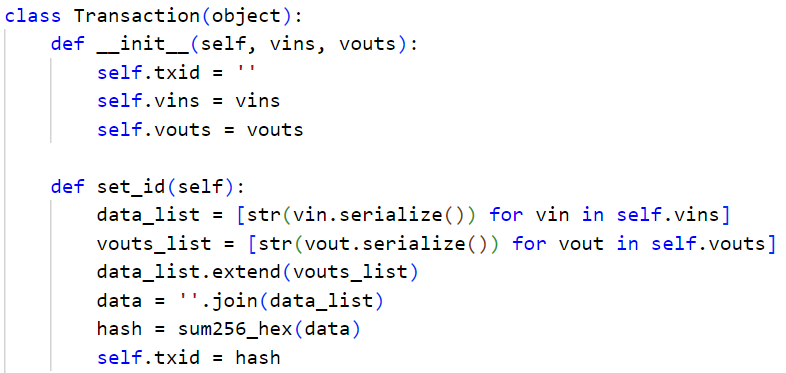 class Transaction(object):
    def __init__(self, vins, vouts):
        self.txid = ''
        self.vins = vins
        self.vouts = vouts

    def set_id(self):
        data_list = [str(vin.serialize()) for vin in self.vins]
        vouts_list = [str(vout.serialize()) for vout in self.vouts]
        data_list.extend(vouts_list)
        data = ''.join(data_list)
        hash = sum256_hex(data)
        self.txid = hash